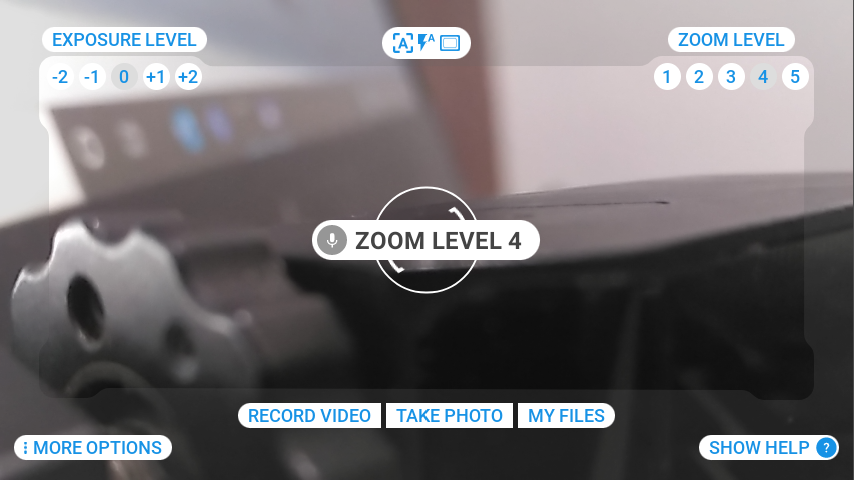 EXPOSURE LEVEL
-2 -1 0 +1 +2
A A
ZOOM LEVEL
1 2 3 4 5
ZOOM LEVEL 4
RECORD VIDEO TAKE PHOTO MY FILES
MORE OPTIONS
SHOW HELP ?